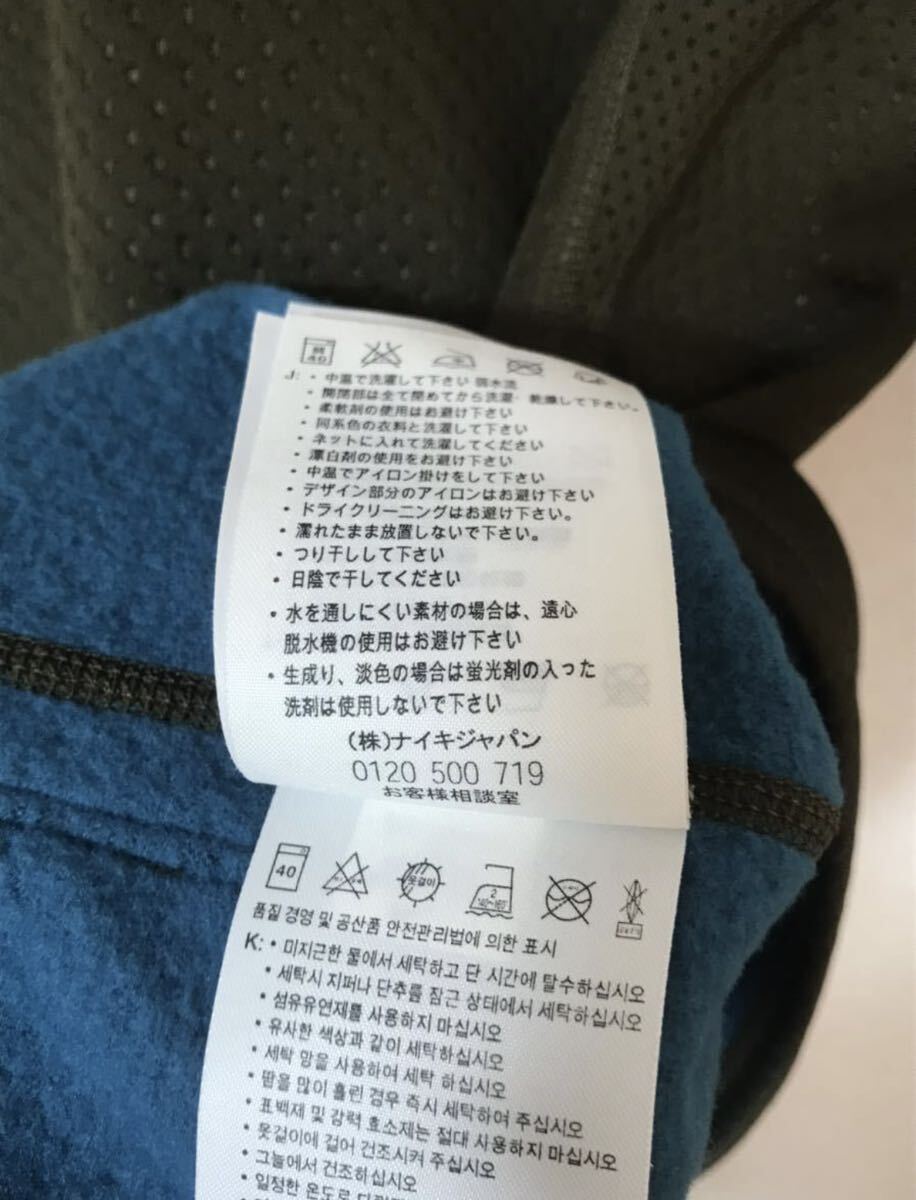 弱
40
J: ・中温で洗濯して下さい 弱水流
・開閉部は全て閉めてから洗濯・乾燥して下さい。
・柔軟剤の使用はお避け下さい
・同系色の衣料と洗濯して下さい
・ネットに入れて洗濯してください
・漂白剤の使用をお避け下さい
・中温でアイロン掛けをして下さい
・デザイン部分のアイロンはお避け下さい
・ドライクリーニングはお避け下さい。
・濡れたまま放置しないで下さい。
・つり干しして下さい
・日陰で干してください
・水を通しにくい素材の場合は、遠心
脱水機の使用はお避け下さい
・生成り、淡色の場合は蛍光剤の入った
洗剤は使用しないで下さい
(株)ナイキジャパン
0120 500 719
お客様相談室
40 옷걸이 2 140~160℃
품질 경영 및 공산품 안전관리법에 의한 표시
K: • 미지근한 물에서 세탁하고 단 시간에 탈수하십시오
• 세탁시 지퍼나 단추를 잠근 상태에서 세탁하십시오
• 섬유유연제를 사용하지 마십시오
• 유사한 색상과 같이 세탁하십시오
• 세탁 망을 사용하여 세탁 하십시오
• 땀을 많이 흘린 경우 즉시 세탁하여 주십시오
• 표백제 및 강력 효소제는 절대 사용하지 마십시오
• 옷걸이에 걸어 건조시켜 주십시오
• 그늘에서 건조하십시오
• 일정한 온도로